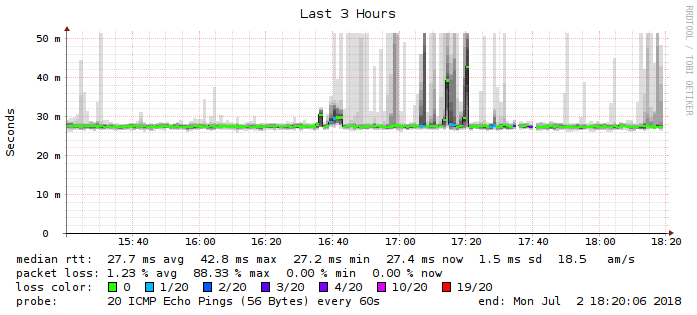 Last 3 Hours
RRDTOOL / TOBI OETIKER
Seconds
50 m
40 m
30 m
20 m
10 m
0
15:40 16:00 16:20 16:40 17:00 17:20 17:40 18:00 18:20
median rtt: 27.7 ms avg 42.8 ms max 27.2 ms min 27.4 ms now 1.5 ms sd 18.5 am/s
packet loss: 1.23 % avg 88.33 % max 0.00 % min 0.00 % now
loss color: 0 1/20 2/20 3/20 4/20 10/20 19/20
probe: 20 ICMP Echo Pings (56 Bytes) every 60s end: Mon Jul 2 18:20:06 2018